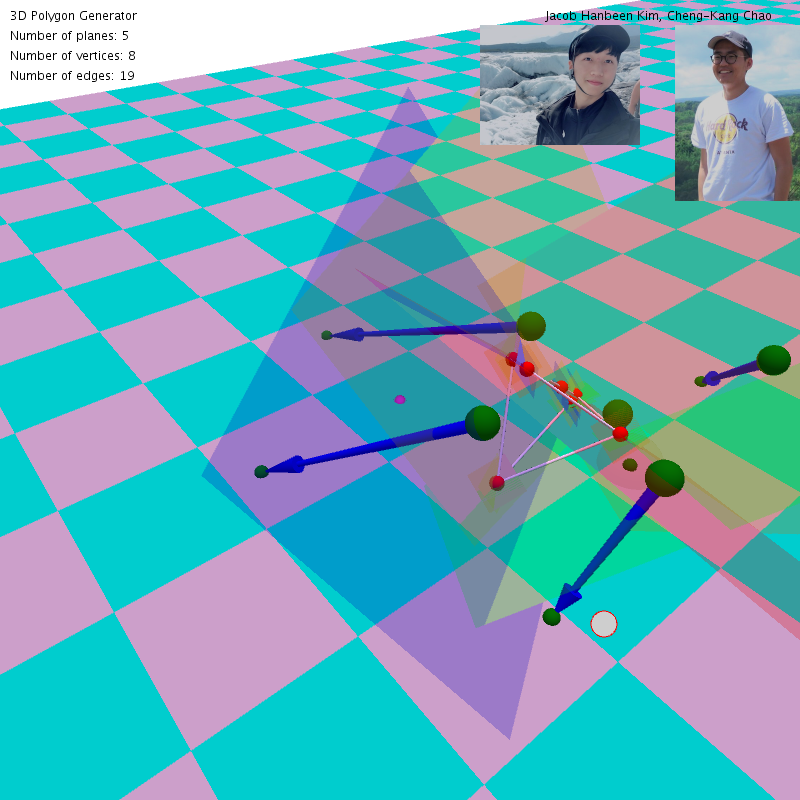 3D Polygon Generator
Jacob Hanbeen Kim, Cheng-Kang Chao
Number of planes: 5
Number of vertices: 8
Number of edges: 19